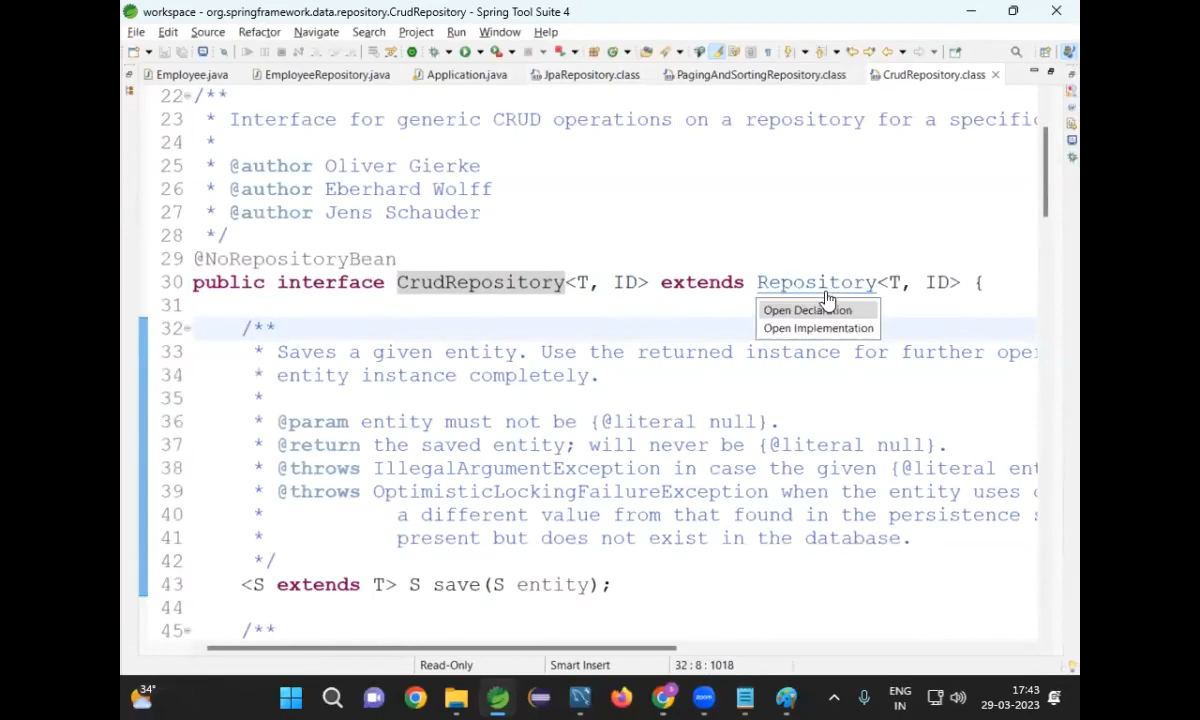 workspace - org.springframework.data.repository.CrudRepository - Spring Tool Suite 4
File Edit Source Refactor Navigate Search Project Run Window Help
Employee.java EmployeeRepository.java Application.java JpaRepository.class PagingAndSortingRepository.class CrudRepository.class
22 /**
23 * Interface for generic CRUD operations on a repository for a specific
24 *
25 * @author Oliver Gierke
26 * @author Eberhard Wolff
27 * @author Jens Schauder
28 */
29 @NoRepositoryBean
30 public interface CrudRepository<T, ID> extends Repository<T, ID> {
31
Open Declaration
32 /**
Open Implementation
33 * Saves a given entity. Use the returned instance for further ope
34 * entity instance completely.
35 *
36 * @param entity must not be {@literal null}.
37 * @return the saved entity; will never be {@literal null}.
38 * @throws IllegalArgumentException in case the given {@literal ent
39 * @throws OptimisticLockingFailureException when the entity uses
40 * a different value from that found in the persistence
41 * present but does not exist in the database.
42 */
43 <S extends T> S save(S entity);
44
45 /**
Read-Only Smart Insert 32 : 8 : 1018
34°
zoom
ENG
IN
17:43
29-03-2023